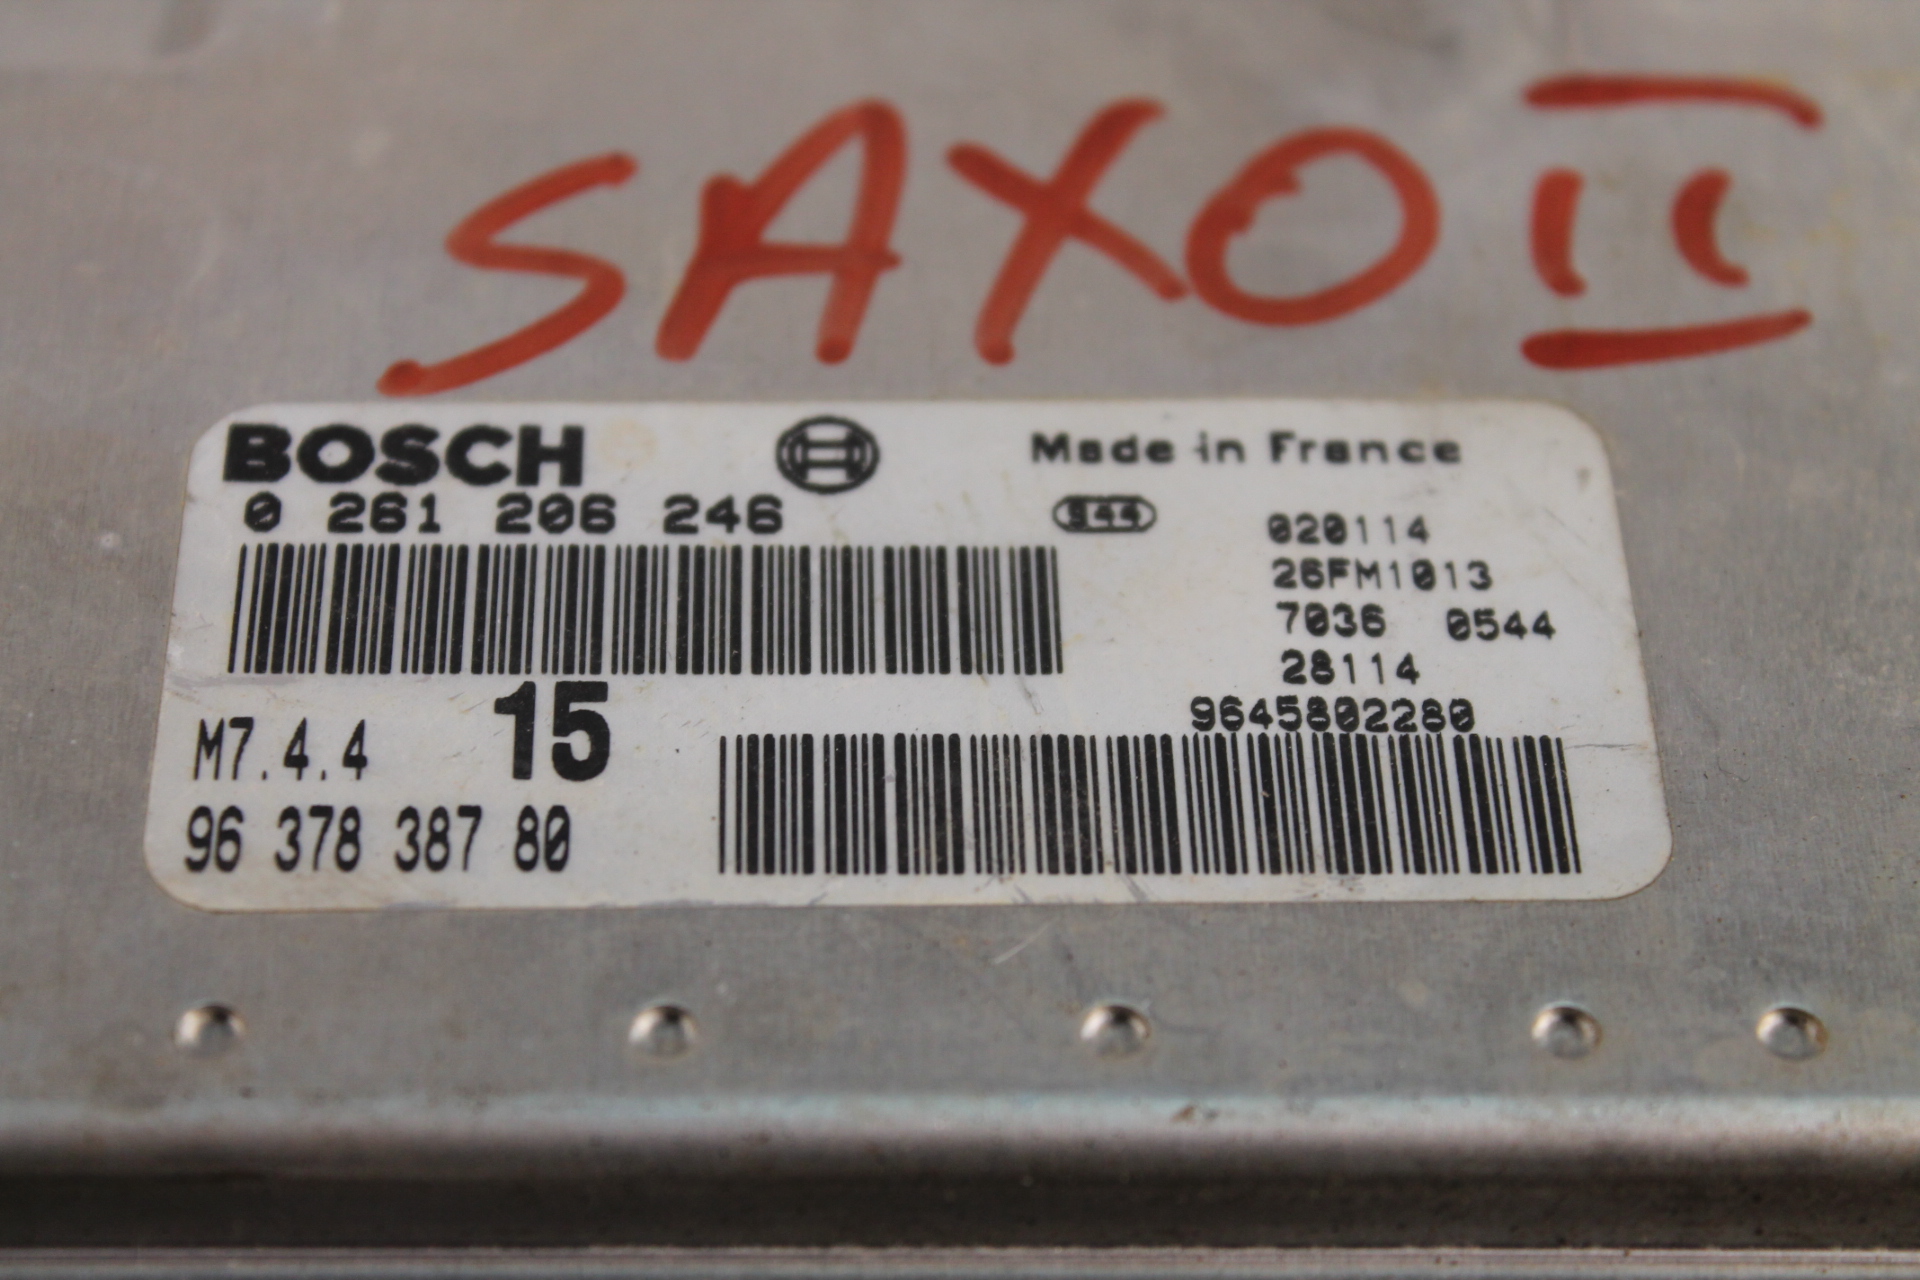 SAXO II
BOSCH Made in France
0 261 206 246 S44 020114
26FM1013
7036 0544
28114
9645802280
M7.4.4 15
96 378 387 80